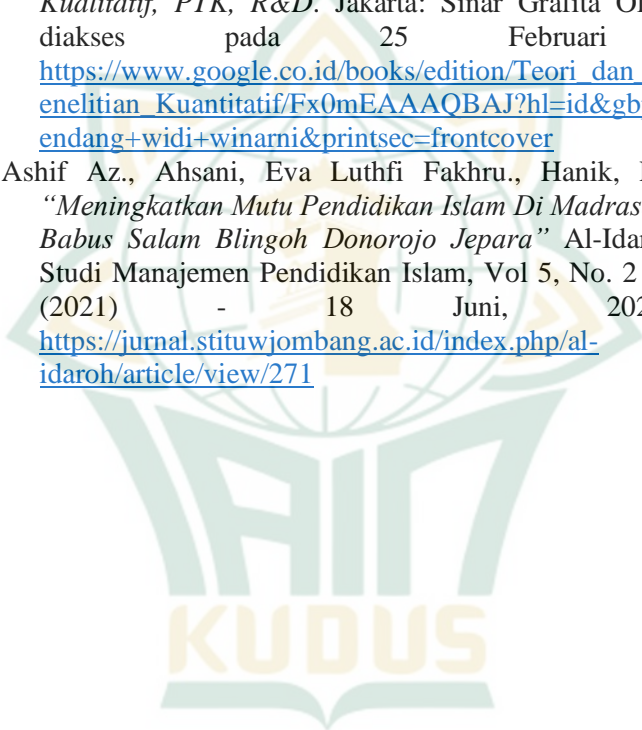 Kualitatif, PTK, R&D. Jakarta: Sinar Grafita
diakses pada 25 Februari
https://www.google.co.id/books/edition/Teori_dan_
enelitian_Kuantitatif/Fx0mEAAAQBAJ?hl=id&gb
endang+widi+winarni&printsec=frontcover
Ashif Az., Ahsani, Eva Luthfi Fakhru., Hanik,
“Meningkatkan Mutu Pendidikan Islam Di Madras
Babus Salam Blingoh Donorojo Jepara” Al-Idar
Studi Manajemen Pendidikan Islam, Vol 5, No. 2
(2021) - 18 Juni, 202
https://jurnal.stituwjombang.ac.id/index.php/al-
idaroh/article/view/271
IAIN
KUDUS